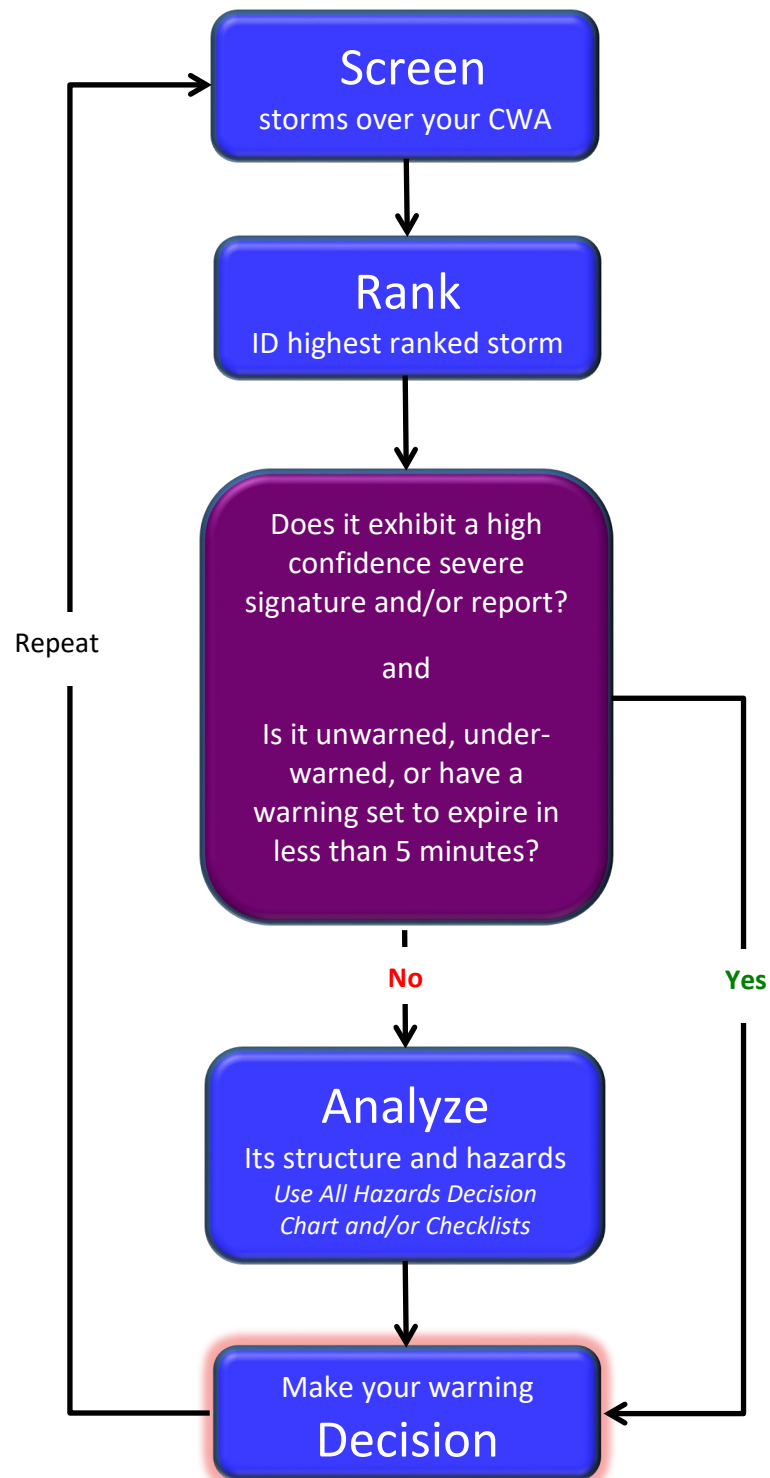 Screen
storms over your CWA
Rank
ID highest ranked storm
Does it exhibit a high
confidence severe
signature and/or report?
and
Is it unwarned, under-
warned, or have a
warning set to expire in
less than 5 minutes?
Repeat
No
Yes
Analyze
Its structure and hazards
Use All Hazards Decision
Chart and/or Checklists
Make your warning
Decision